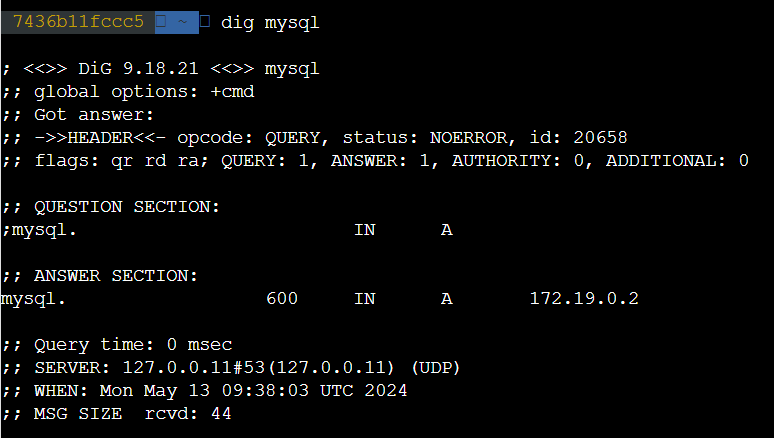 7436b11fccc5 ~ dig mysql
; <<>> DiG 9.18.21 <<>> mysql
;; global options: +cmd
;; Got answer:
;; ->>HEADER<<- opcode: QUERY, status: NOERROR, id: 20658
;; flags: qr rd ra; QUERY: 1, ANSWER: 1, AUTHORITY: 0, ADDITIONAL: 0
;; QUESTION SECTION:
;mysql. IN A
;; ANSWER SECTION:
mysql. 600 IN A 172.19.0.2
;; Query time: 0 msec
;; SERVER: 127.0.0.11#53(127.0.0.11) (UDP)
;; WHEN: Mon May 13 09:38:03 UTC 2024
;; MSG SIZE rcvd: 44